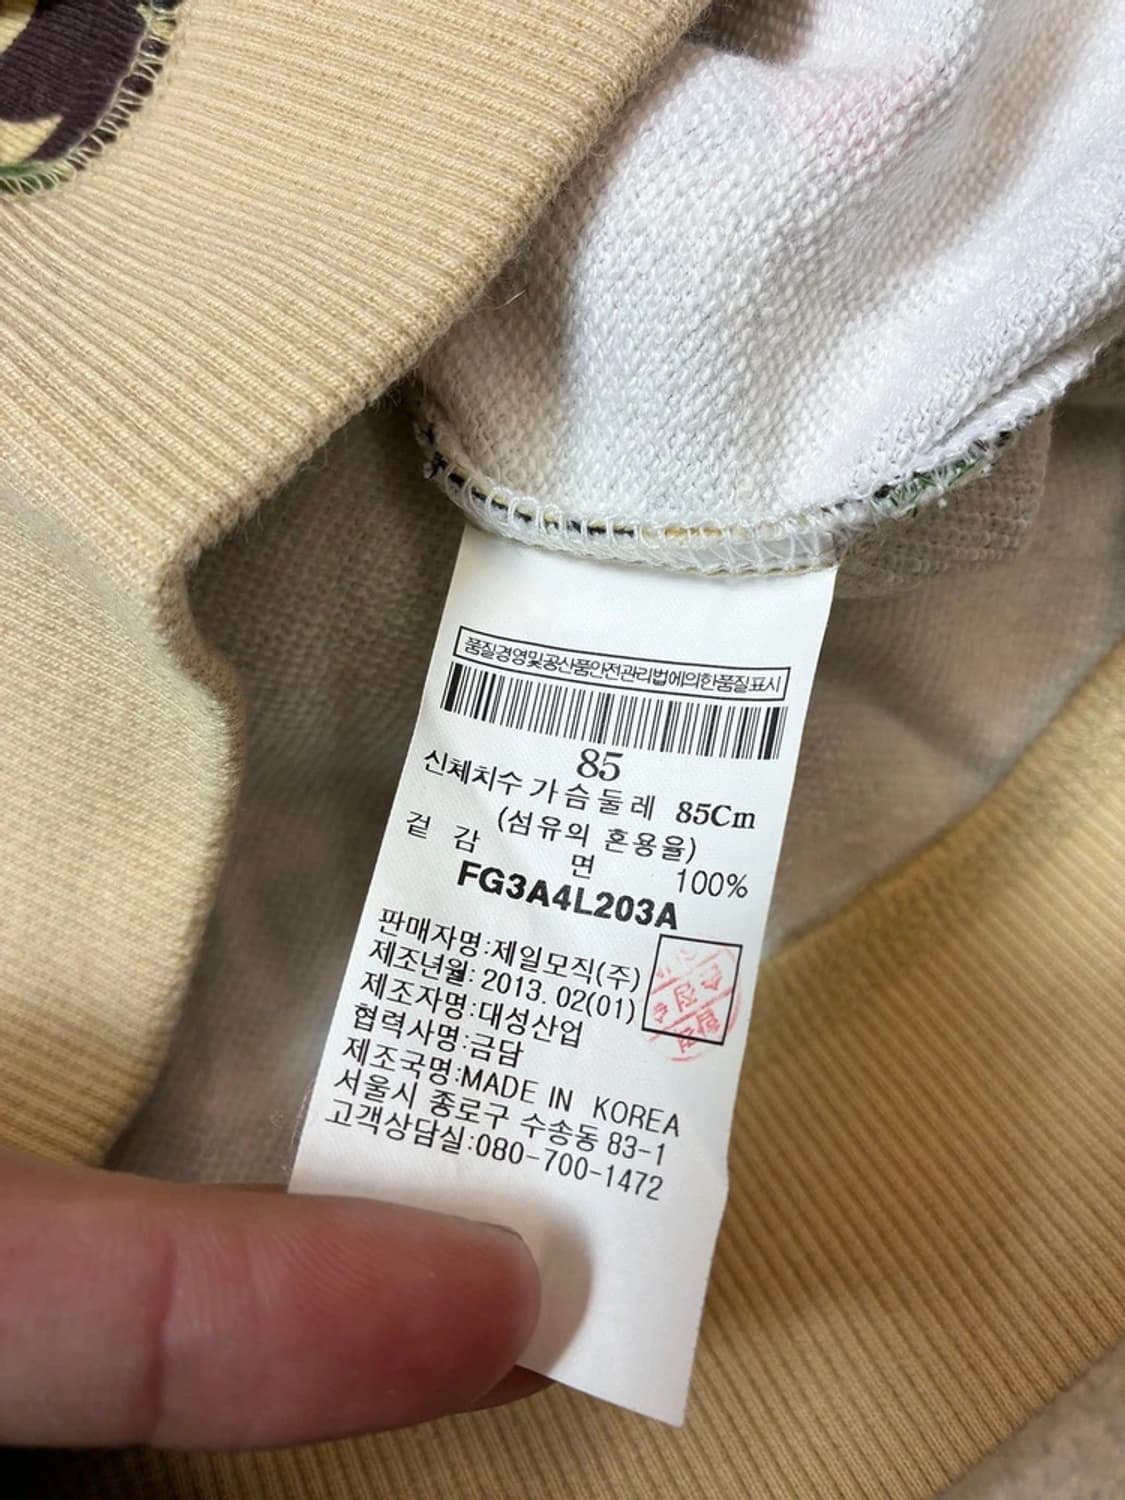 품질경영및공산품안전관리법에의한품질표시
85
신체치수 가슴둘레 85Cm
(섬유의 혼용율)
겉 감 면 100%
FG3A4L203A
판매자명:제일모직(주)
제조년월:2013. 02(01)
제조자명:대성산업
협력사명:금담
제조국명:MADE IN KOREA
서울시 종로구 수송동 83-1
고객상담실:080-700-1472